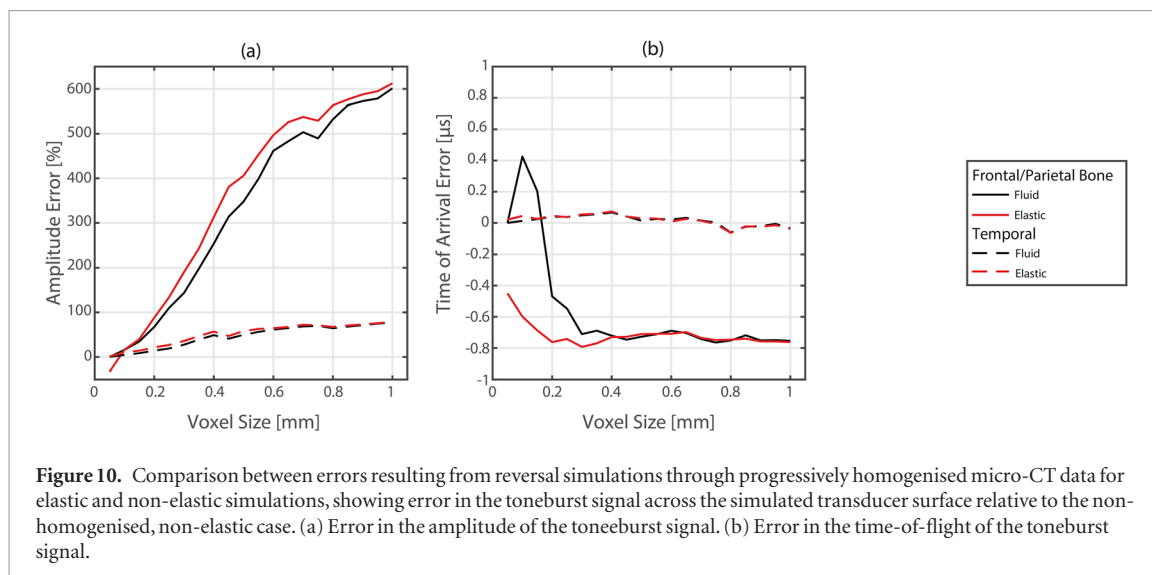 (a)
600
500
400
300
200
100
0
Amplitude Error [%]
0
0.2
0.4
0.6
0.8
1
Voxel Size [mm]
(b)
1
0.8
0.6
0.4
0.2
0
-0.2
-0.4
-0.6
-0.8
-1
Time of Arrival Error [µs]
0
0.2
0.4
0.6
0.8
1
Voxel Size [mm]
Frontal/Parietal Bone
Fluid
Elastic
Temporal
Fluid
Elastic
Figure 10. Comparison between errors resulting from reversal simulations through progressively homogenised micro-CT data for
elastic and non-elastic simulations, showing error in the toneburst signal across the simulated transducer surface relative to the non-
homogenised, non-elastic case. (a) Error in the amplitude of the toneeburst signal. (b) Error in the time-of-flight of the toneburst
signal.